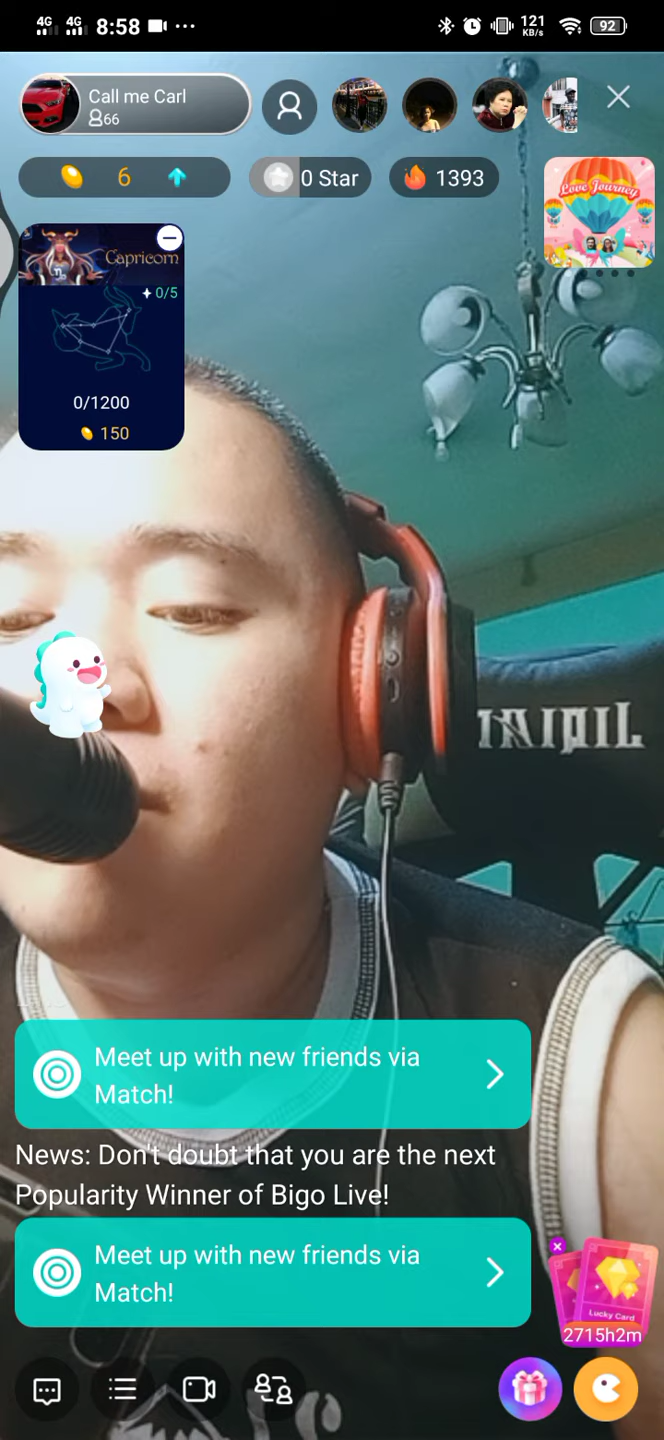 4G 4G 8:58 121 KB/s 92
Call me Carl
66
6 0 Star 1393
Love Journey
Capricorn
0/5
0/1200
150
Meet up with new friends via
Match!
News: Don't doubt that you are the next
Popularity Winner of Bigo Live!
Meet up with new friends via
Match!
Lucky Card
2715h2m